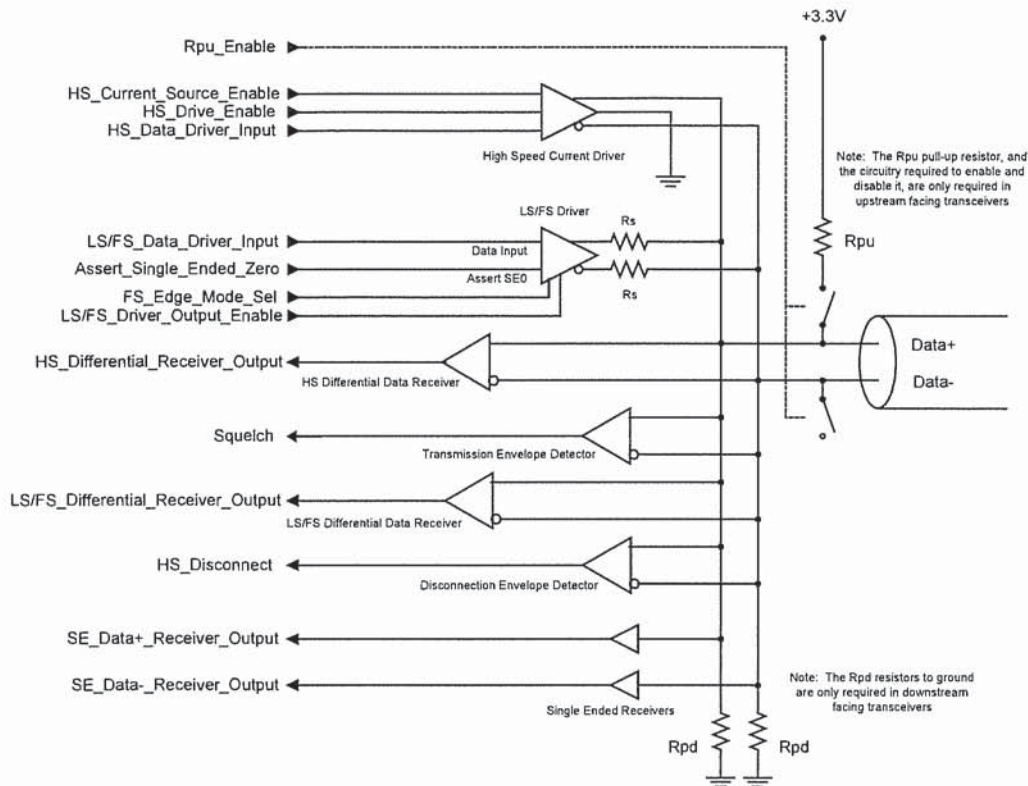 +3.3V
Rpu_Enable
HS_Current_Source_Enable
HS_Drive_Enable
HS_Data_Driver_Input
High Speed Current Driver
Note: The Rpu pull-up resistor, and
the circuitry required to enable and
disable it, are only required in
upstream facing transceivers
LS/FS Driver
Rs
LS/FS_Data_Driver_Input
Data Input
Rpu
Assert_Single_Ended_Zero
Assert SE0
Rs
FS_Edge_Mode_Sel
LS/FS_Driver_Output_Enable
Data+
HS_Differential_Receiver_Output
HS Differential Data Receiver
Data-
Squelch
Transmission Envelope Detector
LS/FS_Differential_Receiver_Output
LS/FS Differential Data Receiver
HS_Disconnect
Disconnection Envelope Detector
SE_Data+_Receiver_Output
SE_Data-_Receiver_Output
Single Ended Receivers
Note: The Rpd resistors to ground
are only required in downstream
facing transceivers
Rpd
Rpd